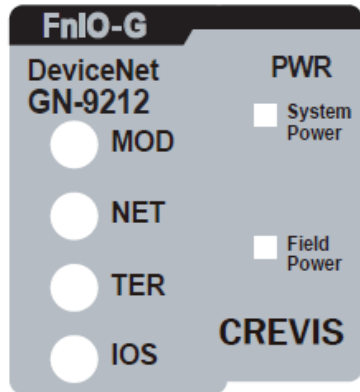 FnIO-G
DeviceNet
GN-9212
MOD
NET
TER
IOS
PWR
System
Power
Field
Power
CREVIS